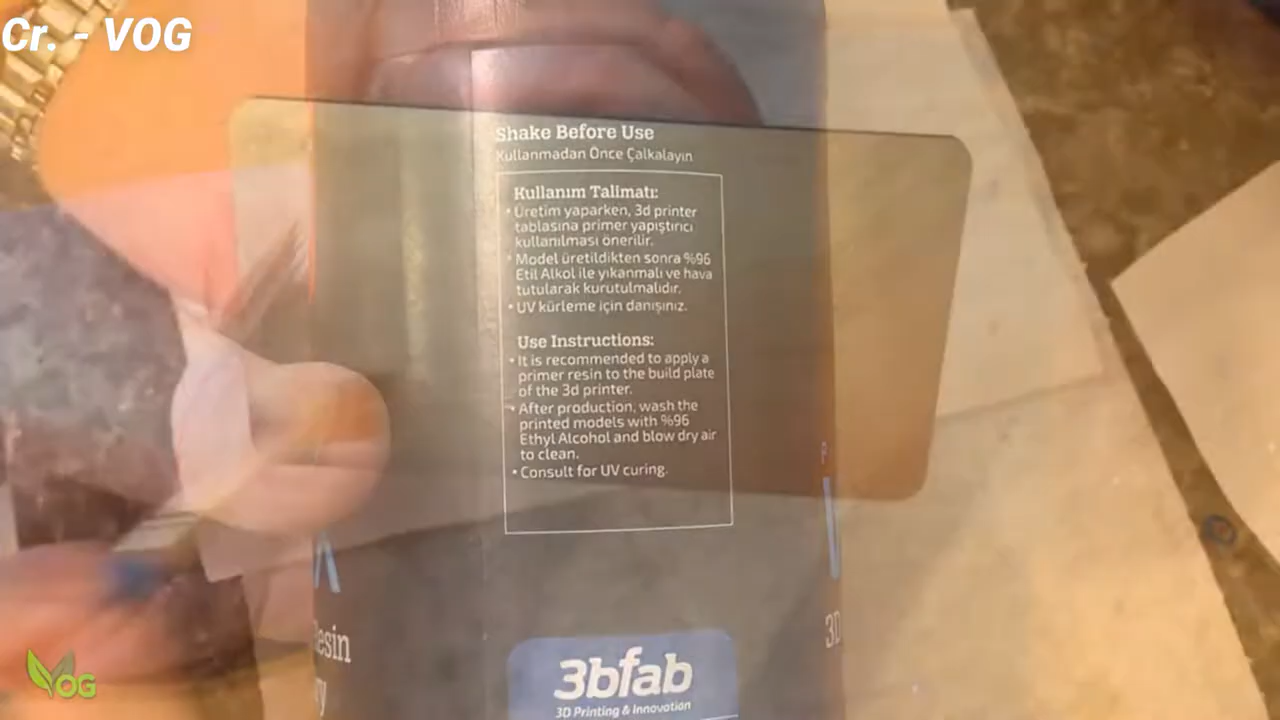 Cr. - VOG
Shake Before Use
Kullanmadan Önce Çalkalayın
Kullanım Talimatı:
• Üretim yaparken, 3d printer
tablasına primer yapıştırıcı
kullanılması önerilir.
• Model üretildikten sonra %96
Etil Alkol ile yıkanmalı ve hava
tutularak kurutulmalıdır.
• UV kürleme için danışınız.
Use Instructions:
• It is recommended to apply a
primer resin to the build plate
of the 3d printer.
• After production, wash the
printed models with %96
Ethyl Alcohol and blow dry air
to clean.
• Consult for UV curing.
3D
3bfab
3D Printing & Innovation
VOG